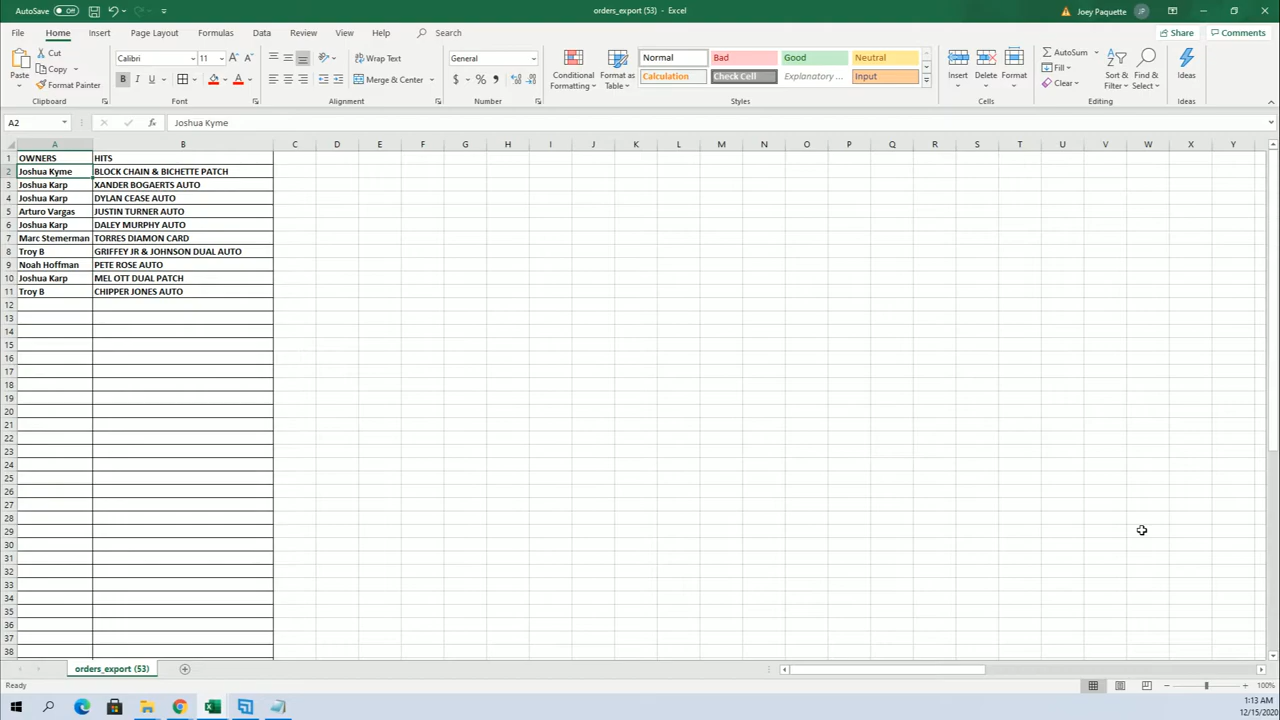 AutoSave Off orders_export (53) - Excel Joey Paquette JP
File Home Insert Page Layout Formulas Data Review View Help Search Share Comments
Paste Cut Copy Format Painter Clipboard
Calibri 11 B I U A A A Font
Wrap Text Merge & Center Alignment
General $ % , Number
Conditional Formatting Format as Table
Normal Bad Good Neutral
Calculation Check Cell Explanatory ... Input
Styles
Insert Delete Format Cells
AutoSum Fill Clear Sort & Filter Find & Select Editing
Ideas Ideas
A2 fx Joshua Kyme
A B C D E F G H I J K L M N O P Q R S T U V W X Y
1 OWNERS HITS
2 Joshua Kyme BLOCK CHAIN & BICHETTE PATCH
3 Joshua Karp XANDER BOGAERTS AUTO
4 Joshua Karp DYLAN CEASE AUTO
5 Arturo Vargas JUSTIN TURNER AUTO
6 Joshua Karp DALEY MURPHY AUTO
7 Marc Stemerman TORRES DIAMON CARD
8 Troy B GRIFFEY JR & JOHNSON DUAL AUTO
9 Noah Hoffman PETE ROSE AUTO
10 Joshua Karp MEL OTT DUAL PATCH
11 Troy B CHIPPER JONES AUTO
12
13
14
15
16
17
18
19
20
21
22
23
24
25
26
27
28
29
30
31
32
33
34
35
36
37
38
orders_export (53)
Ready 100%
1:13 AM
12/15/2020